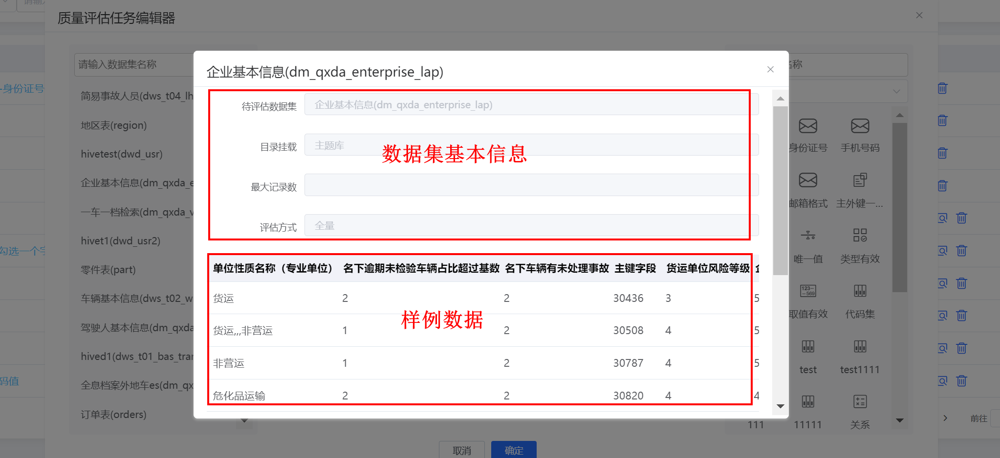 请输入
质量评估任务编辑器
请输入数据集名称
名称
-身份证号
勾选一个字
码值
简易事故人员(dws_t04_lh
地区表(region)
hivetest(dwd_usr)
企业基本信息(dm_qxda_e
一车一档检索(dm_qxda_v
hivet1(dwd_usr2)
零件表(part)
车辆基本信息(dws_t02_w
驾驶人基本信息(dm_qxda
hived1(dws_t01_bas_tra
全息档案外地车es(dm_qx
订单表(orders)
企业基本信息(dm_qxda_enterprise_lap)
待评估数据集 企业基本信息(dm_qxda_enterprise_lap)
目录挂载 主题库
数据集基本信息
最大记录数
评估方式 全量
单位性质名称（专业单位） 名下逾期未检验车辆占比超过基数 名下车辆有未处理事故 主键字段 货运单位风险等级
货运 2 2 30436 3 5
货运,,,非营运 1 2 30508 4 5
样例数据
非营运 1 2 30787 4 5
危化品运输 2 2 30820 4 4
身份证号 手机号码
邮箱格式 主外键一...
唯一值 类型有效
123--
--569
取值有效 代码集
test test1111
111 11111 关系
前往
取消 确定